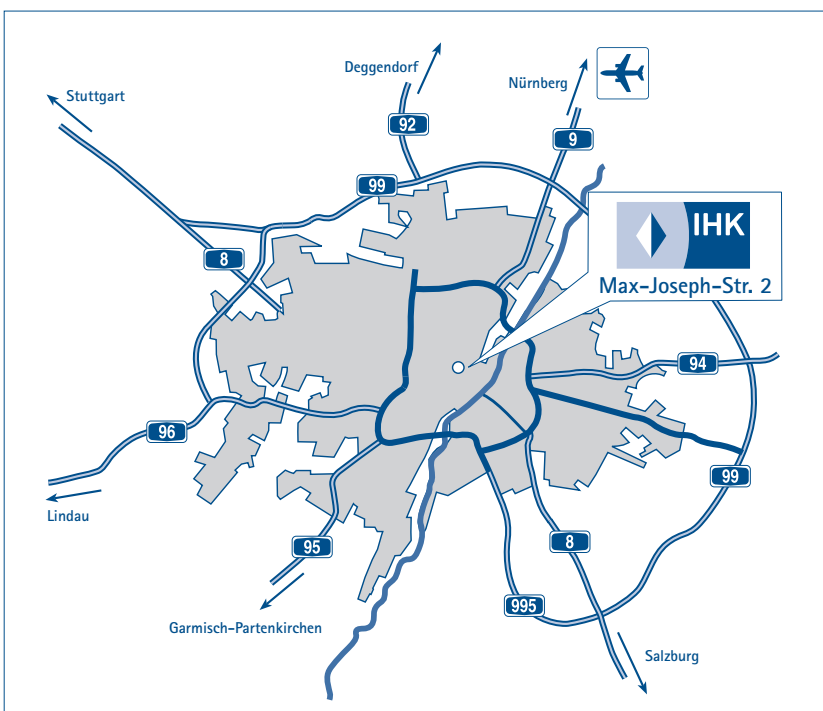 Deggendorf
Nürnberg
Stuttgart
92
9
99
IHK
8
Max-Joseph-Str. 2
94
96
99
Lindau
95
8
995
Garmisch-Partenkirchen
Salzburg